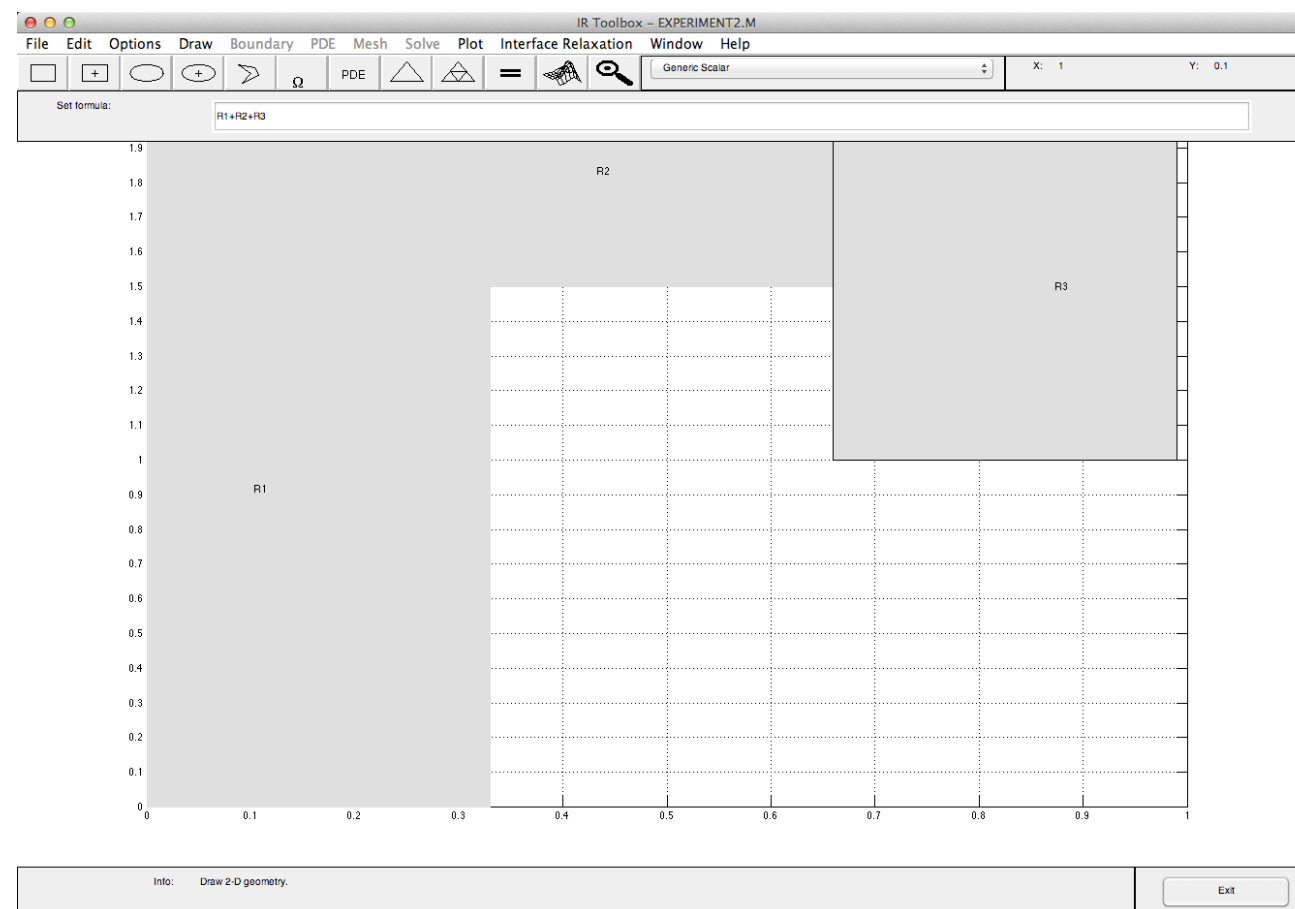 IR Toolbox – EXPERIMENT2.M
File Edit Options Draw Boundary PDE Mesh Solve Plot Interface Relaxation Window Help
+ + Ω PDE = Generic Scalar X: 1 Y: 0.1
Set formula: R1+R2+R3
1.9
R2
1.8
1.7
1.6
1.5 R3
1.4
1.3
1.2
1.1
1
0.9 R1
0.8
0.7
0.6
0.5
0.4
0.3
0.2
0.1
0
0 0.1 0.2 0.3 0.4 0.5 0.6 0.7 0.8 0.9 1
Info: Draw 2-D geometry. Exit